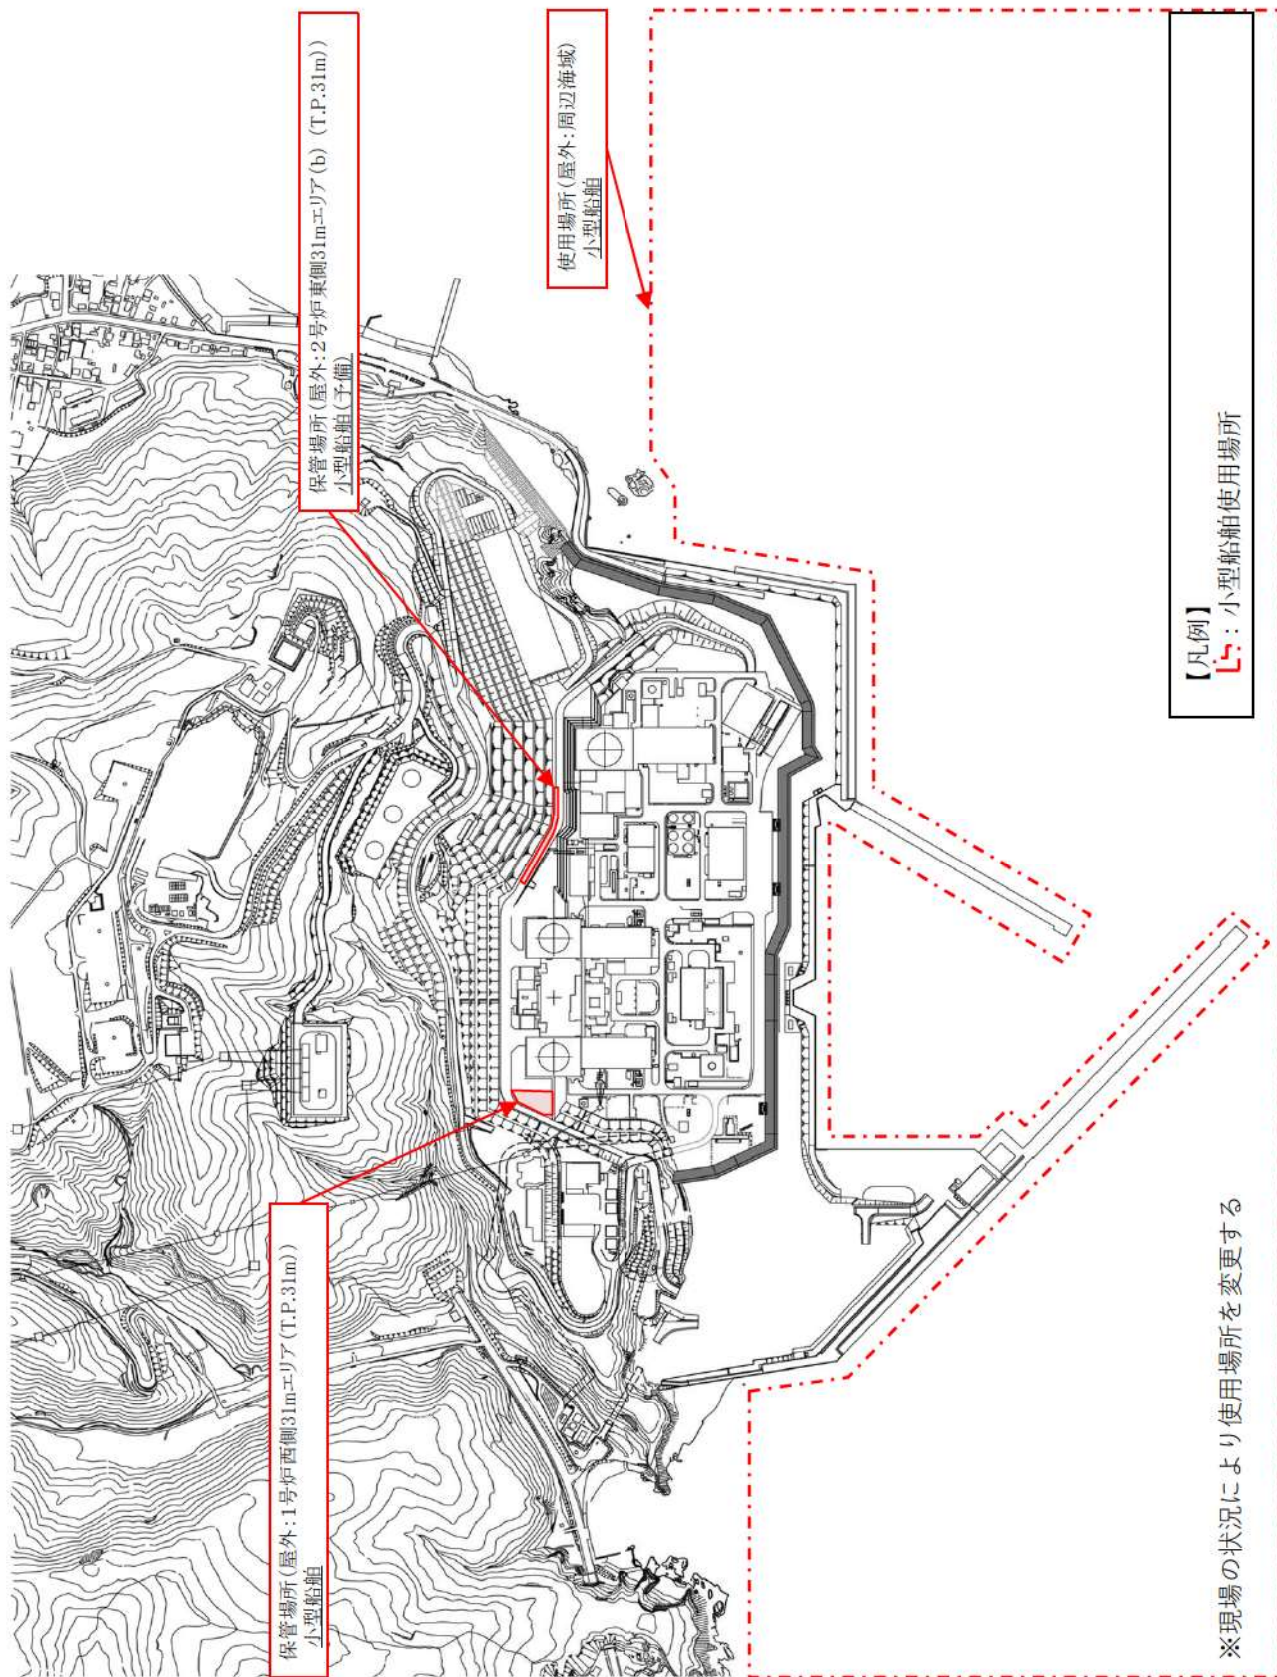 保管場所(屋外:1号炉西側31mエリア(T.P.31m))
小型船舶
保管場所(屋外:2号炉東側31mエリア(b) (T.P.31m))
小型船舶(予備)
使用場所(屋外:周辺海域)
小型船舶
【凡例】
:小型船舶使用場所
※現場の状況により使用場所を変更する